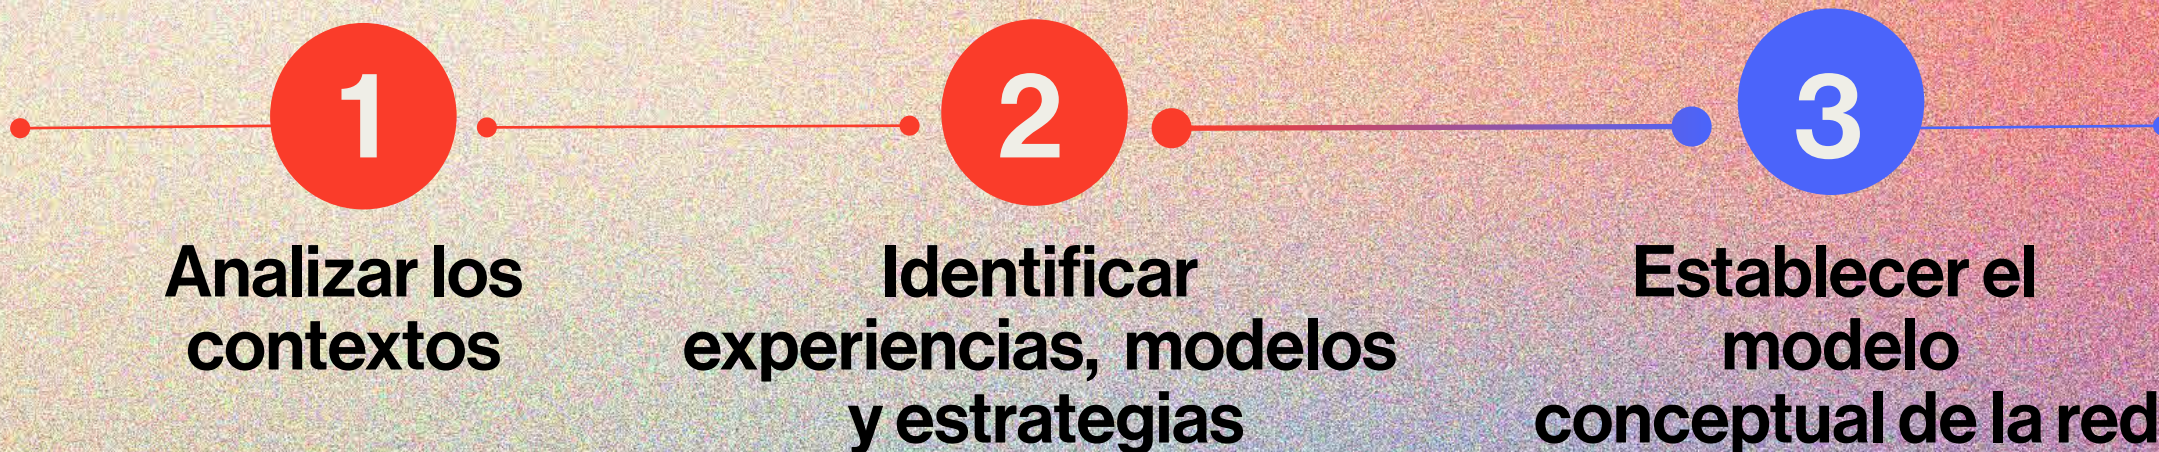 1
Analizar los
contextos
2
Identificar
experiencias, modelos
y estrategias
3
Establecer el
modelo
conceptual de la red